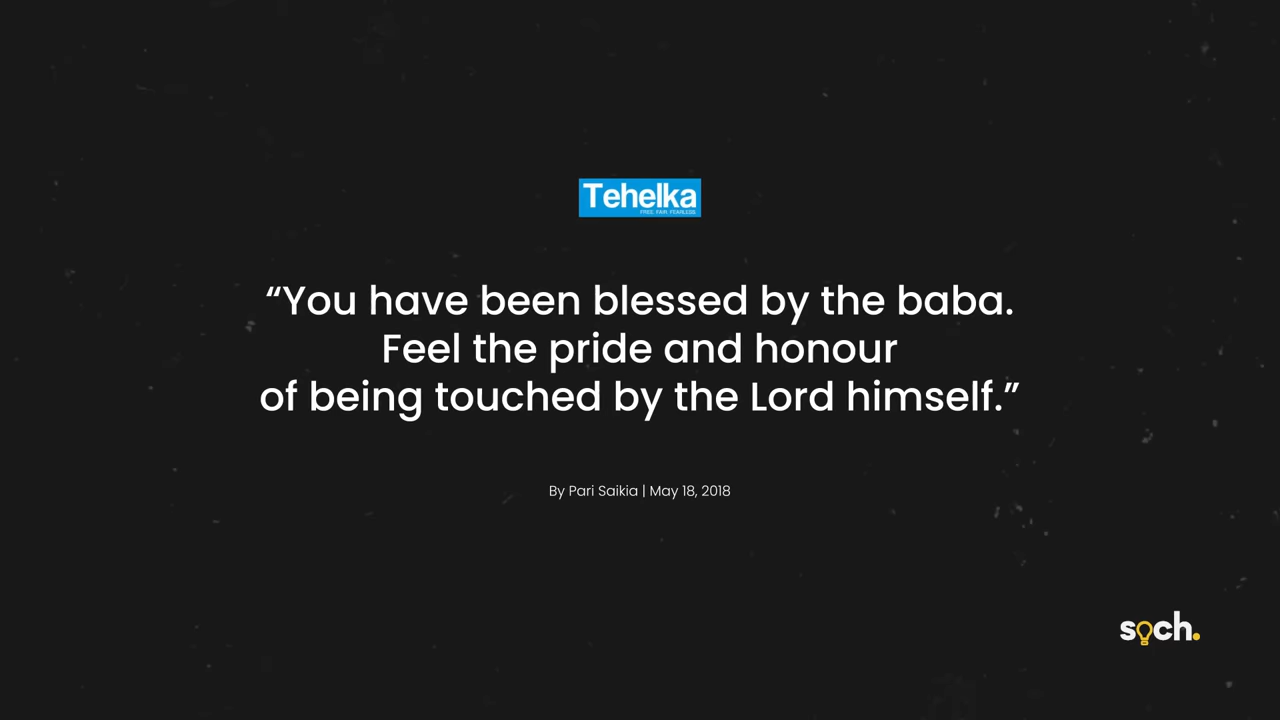 Tehelka
FREE. FAIR. FEARLESS.
“You have been blessed by the baba.
Feel the pride and honour
of being touched by the Lord himself.”
By Pari Saikia | May 18, 2018
soch.